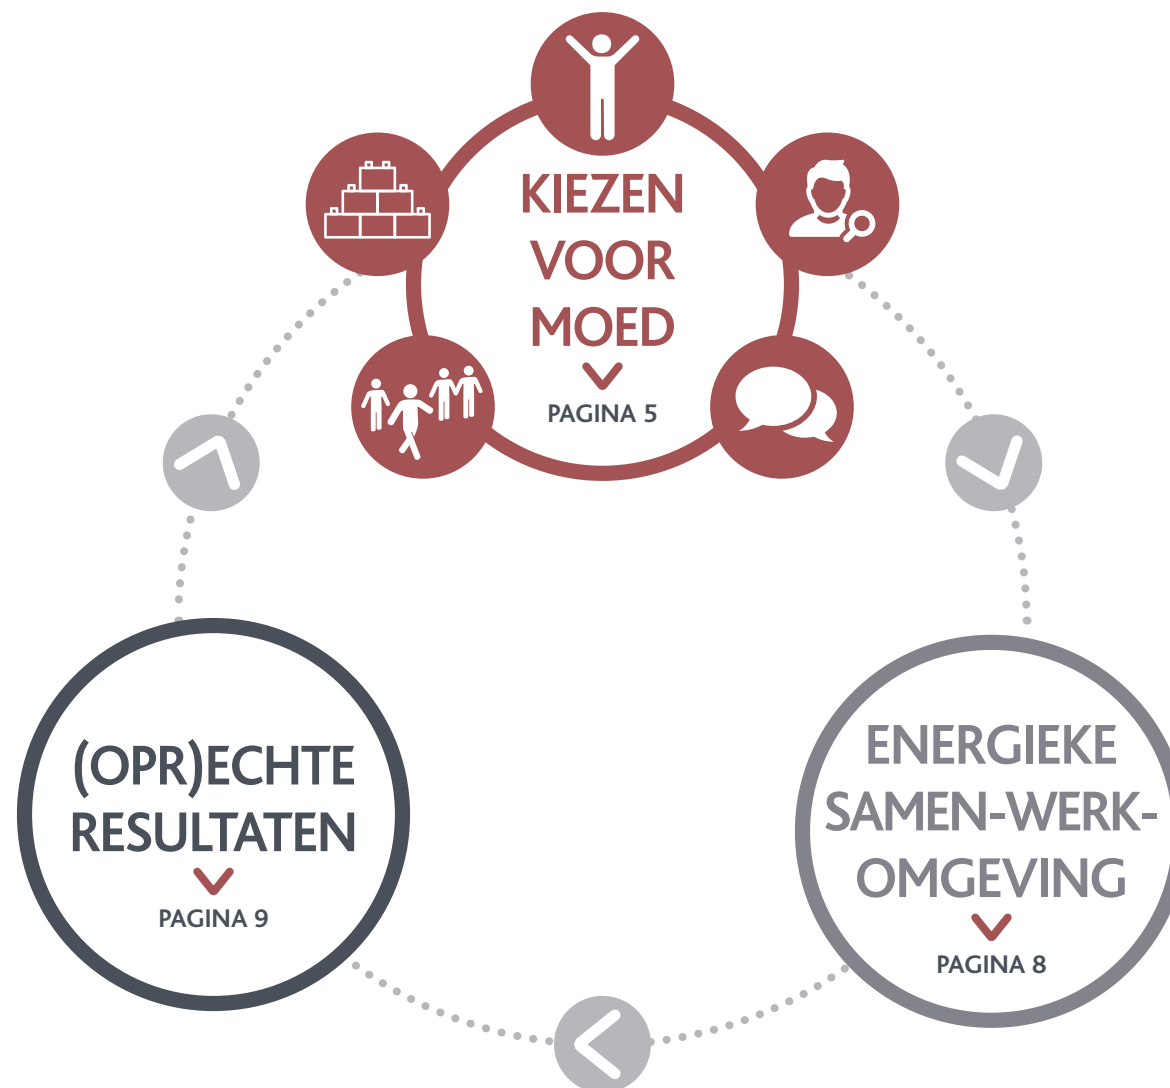 KIEZEN
VOOR
MOED
PAGINA 5
(OPR)ECHTE
RESULTATEN
PAGINA 9
ENERGIEKE
SAMEN-WERK-
OMGEVING
PAGINA 8